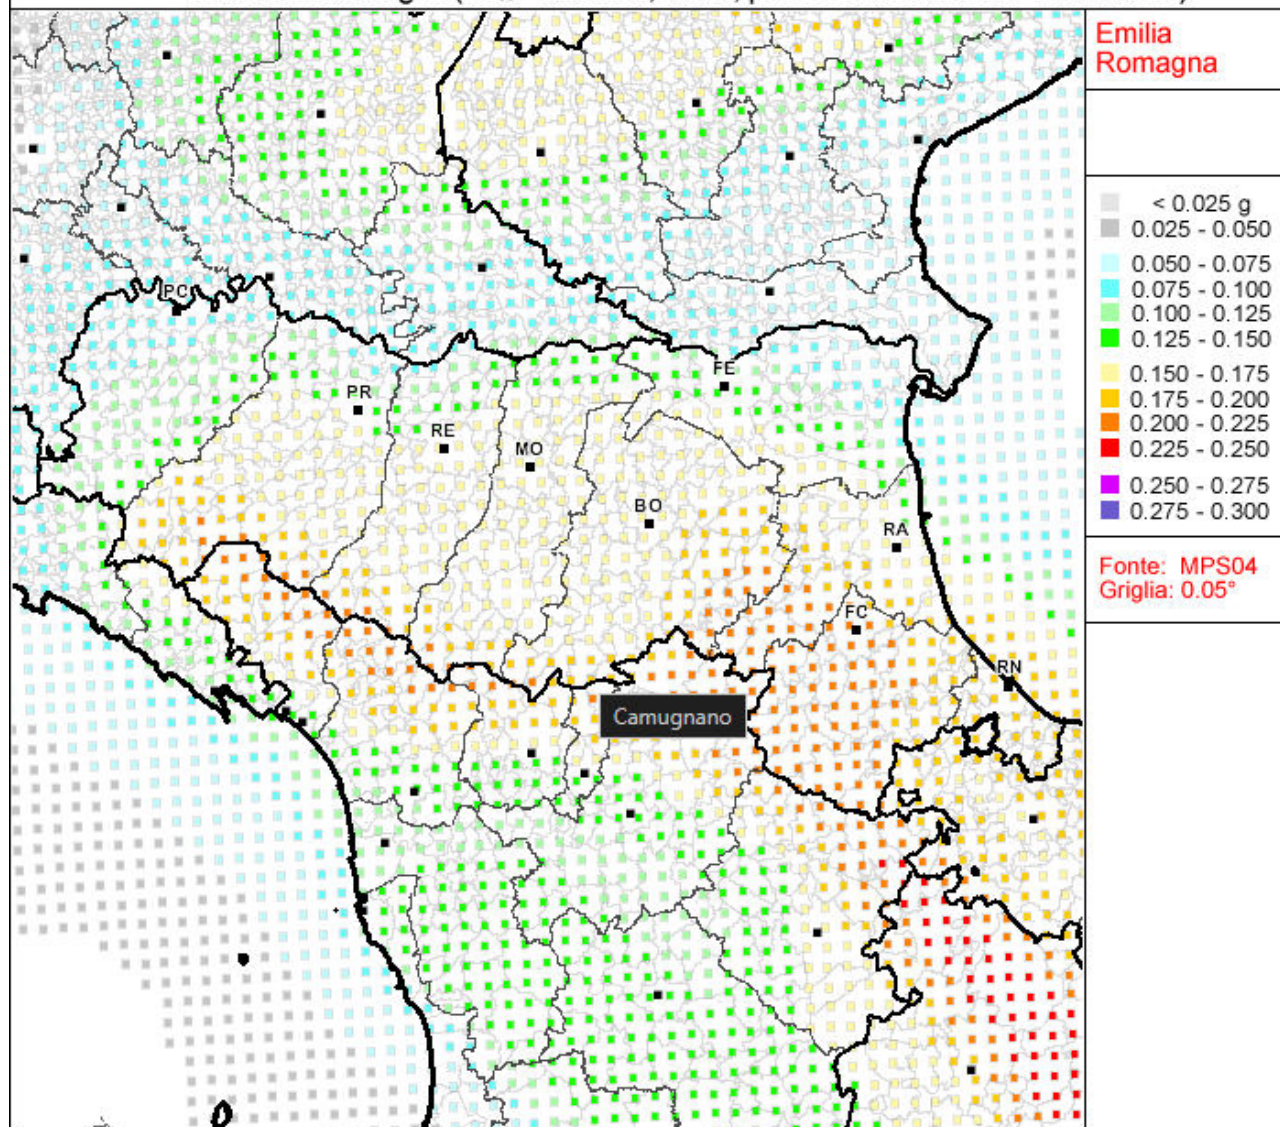 Emilia
Romagna
< 0.025 g
0.025 - 0.050
0.050 - 0.075
0.075 - 0.100
0.100 - 0.125
0.125 - 0.150
0.150 - 0.175
0.175 - 0.200
0.200 - 0.225
0.225 - 0.250
0.250 - 0.275
0.275 - 0.300
Fonte: MPS04
Griglia: 0.05°
PC
FE
PR
RE
MO
BO
RA
FC
RN
Camugnano